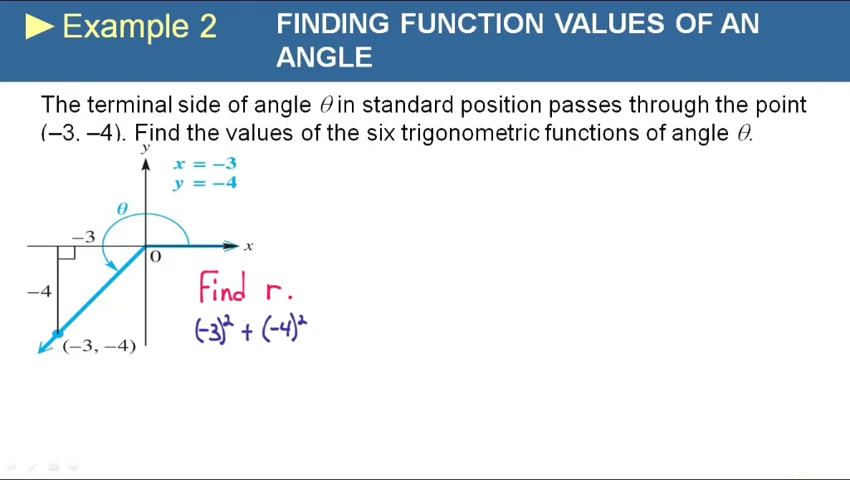 ► Example 2
FINDING FUNCTION VALUES OF AN
ANGLE
The terminal side of angle θ in standard position passes through the point
(–3, –4). Find the values of the six trigonometric functions of angle θ.
y
x = −3
y = −4
θ
−3
x
O
−4
Find r.
(-3)² + (-4)²
(−3, −4)